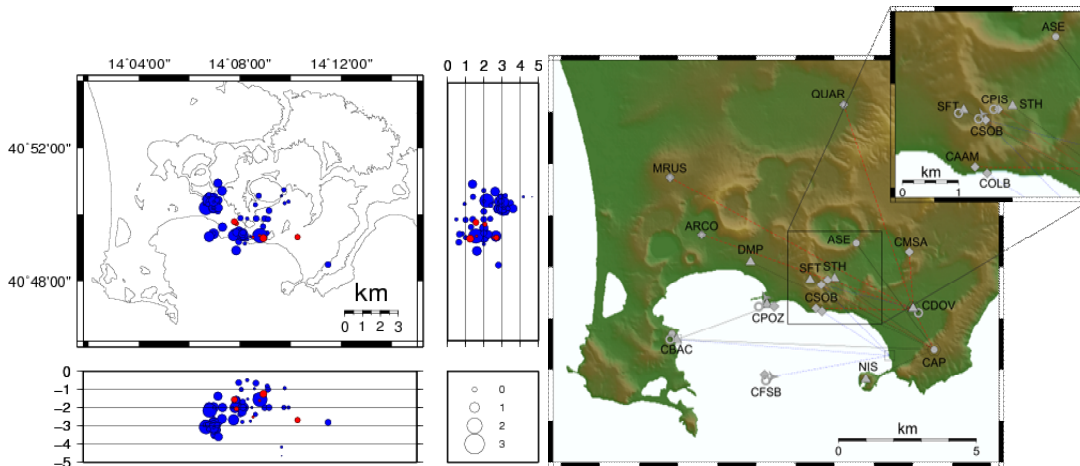 14°04'00" 14°08'00" 14°12'00"
0 1 2 3 4 5
40°52'00"
40°48'00"
km
0 1 2 3
0
−1
−2
−3
−4
−5
0
1
2
3
QUAR
MRUS
ARCO
DMP
ASE
CMSA
SFT
STH
CSOB
CDOV
CPOZ
CBAC
CAP
NIS
CFSB
km
0 5
ASE
SFT
CPIS
STH
CSOB
CAAM
COLB
km
0 1